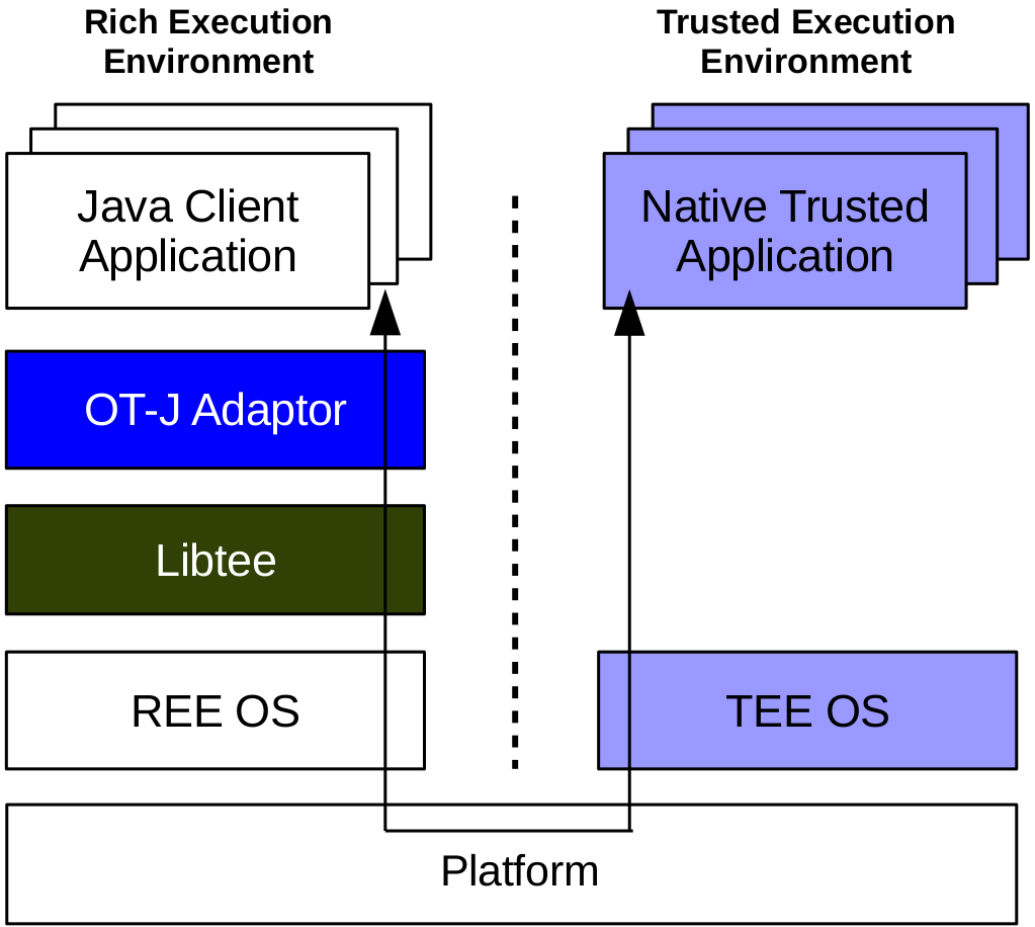 Rich Execution
Environment
Trusted Execution
Environment
Java Client
Application
Native Trusted
Application
OT-J Adaptor
Libtee
REE OS
TEE OS
Platform